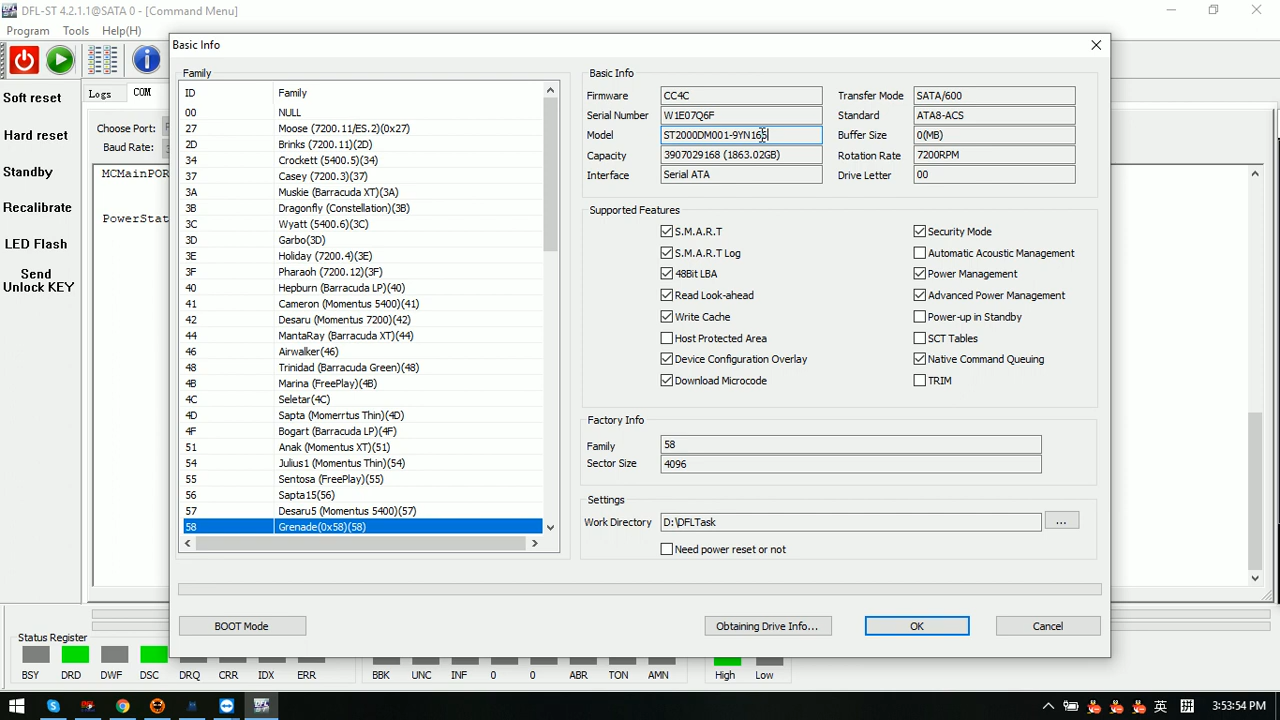 DFL-ST 4.2.1.1@SATA 0 - [Command Menu]
Program Tools Help(H)
Soft reset
Hard reset
Standby
Recalibrate
LED Flash
Send
Unlock KEY
Logs COM
Choose Port:
Baud Rate:
MCMainPOR
PowerStat
Basic Info
Family
ID Family
00 NULL
27 Moose (7200.11/ES.2)(0x27)
2D Brinks (7200.11)(2D)
34 Crockett (5400.5)(34)
37 Casey (7200.3)(37)
3A Muskie (Barracuda XT)(3A)
3B Dragonfly (Constellation)(3B)
3C Wyatt (5400.6)(3C)
3D Garbo(3D)
3E Holiday (7200.4)(3E)
3F Pharaoh (7200.12)(3F)
40 Hepburn (Barracuda LP)(40)
41 Cameron (Momentus 5400)(41)
42 Desaru (Momentus 7200)(42)
44 MantaRay (Barracuda XT)(44)
46 Airwalker(46)
48 Trinidad (Barracuda Green)(48)
4B Marina (FreePlay)(4B)
4C Seletar(4C)
4D Sapta (Momerrtus Thin)(4D)
4F Bogart (Barracuda LP)(4F)
51 Anak (Momentus XT)(51)
54 Julius1 (Momentus Thin)(54)
55 Sentosa (FreePlay)(55)
56 Sapta15(56)
57 Desaru5 (Momentus 5400)(57)
58 Grenade(0x58)(58)
Basic Info
Firmware CC4C Transfer Mode SATA/600
Serial Number W1E07Q6F Standard ATA8-ACS
Model ST2000DM001-9YN165 Buffer Size 0(MB)
Capacity 3907029168 (1863.02GB) Rotation Rate 7200RPM
Interface Serial ATA Drive Letter 00
Supported Features
S.M.A.R.T Security Mode
S.M.A.R.T Log Automatic Acoustic Management
48Bit LBA Power Management
Read Look-ahead Advanced Power Management
Write Cache Power-up in Standby
Host Protected Area SCT Tables
Device Configuration Overlay Native Command Queuing
Download Microcode TRIM
Factory Info
Family 58
Sector Size 4096
Settings
Work Directory D:\DFLTask ...
Need power reset or not
BOOT Mode Obtaining Drive Info... OK Cancel
Status Register
BSY DRD DWF DSC DRQ CRR IDX ERR BBK UNC INF 0 0 ABR TON AMN High Low
英 拼 3:53:54 PM